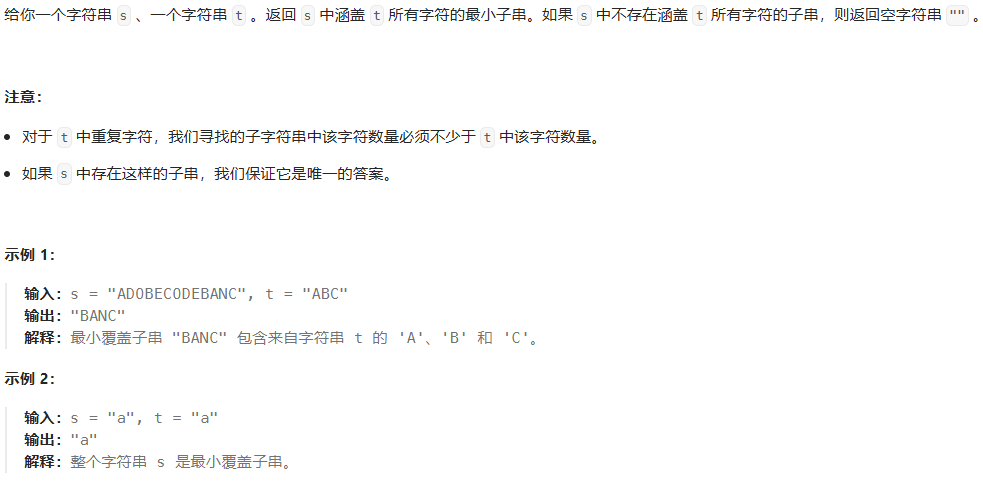 给你一个字符串 s 、一个字符串 t 。返回 s 中涵盖 t 所有字符的最小子串。如果 s 中不存在涵盖 t 所有字符的子串，则返回空字符串 "" 。
注意：
• 对于 t 中重复字符，我们寻找的子字符串中该字符数量必须不少于 t 中该字符数量。
• 如果 s 中存在这样的子串，我们保证它是唯一的答案。
示例 1：
输入：s = "ADOBECODEBANC", t = "ABC"
输出："BANC"
解释：最小覆盖子串 "BANC" 包含来自字符串 t 的 'A'、'B' 和 'C'。
示例 2：
输入：s = "a", t = "a"
输出："a"
解释：整个字符串 s 是最小覆盖子串。